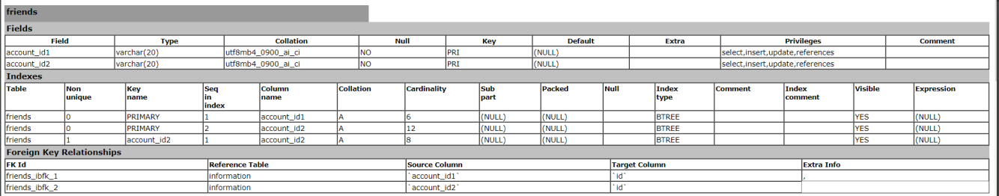 friends
Fields
Field Type Collation Null Key Default Extra Privileges Comment
account_id1 varchar(20) utf8mb4_0900_ai_ci NO PRI (NULL) select,insert,update,references
account_id2 varchar(20) utf8mb4_0900_ai_ci NO PRI (NULL) select,insert,update,references
Indexes
Table Non unique Key name Seq in index Column name Collation Cardinality Sub part Packed Null Index type Comment Index comment Visible Expression
friends 0 PRIMARY 1 account_id1 A 6 (NULL) (NULL) BTREE YES (NULL)
friends 0 PRIMARY 2 account_id2 A 12 (NULL) (NULL) BTREE YES (NULL)
friends 1 account_id2 1 account_id2 A 8 (NULL) (NULL) BTREE YES (NULL)
Foreign Key Relationships
FK Id Reference Table Source Column Target Column Extra Info
friends_ibfk_1 information `account_id1` `id` ,
friends_ibfk_2 information `account_id2` `id`